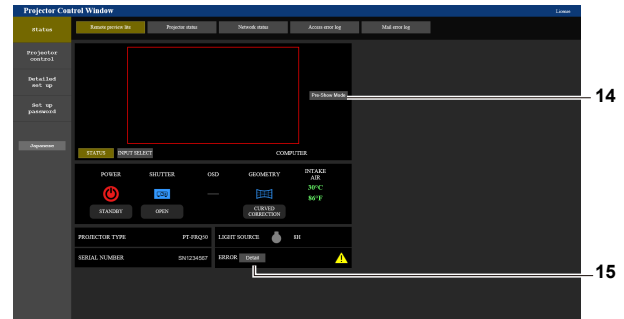 Projector Control Window
License
Status
Remote preview lite
Projector status
Network status
Access error log
Mail error log
Projector
control
Detailed
set up
Set up
password
Japanese
Pre-Show Mode
14
STATUS
INPUT SELECT
COMPUTER
POWER
SHUTTER
OSD
GEOMETRY
INTAKE
AIR
30°C
86°F
STANDBY
OPEN
CURVED
CORRECTION
PROJECTOR TYPE
PT-FRQ50
LIGHT SOURCE
8H
SERIAL NUMBER
SN1234567
ERROR
Detail
15